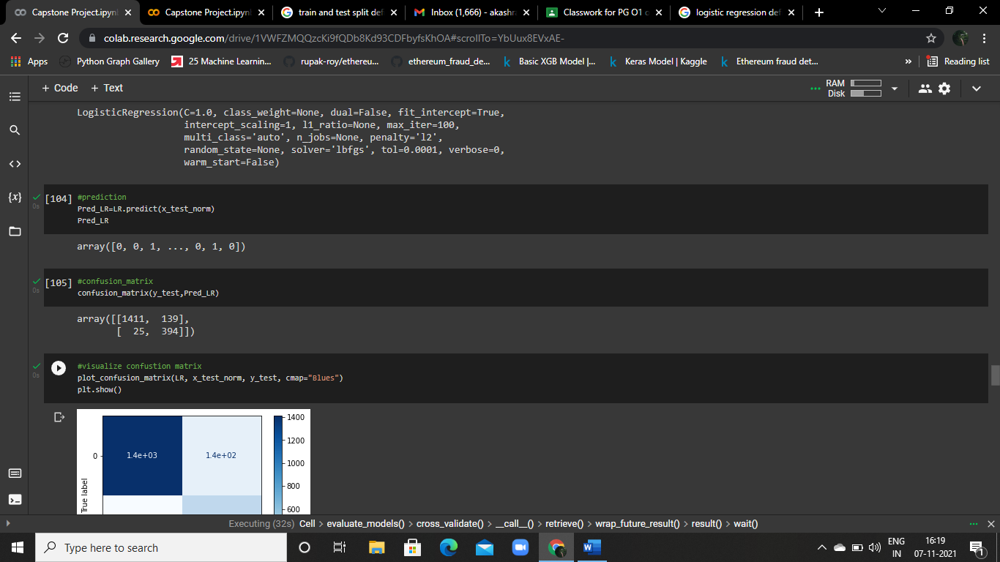 Capstone Project.ipynl
Capstone Project.ipynl
train and test split def
Inbox (1,666) - akashra
Classwork for PG O1 c
logistic regression def
colab.research.google.com/drive/1VWFZMQQzcKi9fQDb8Kd93CDFbyfsKhOA#scrollTo=YbUux8EVxAE-
Apps
Python Graph Gallery
25 Machine Learnin...
rupak-roy/ethereu...
ethereum_fraud_de...
Basic XGB Model |...
Keras Model | Kaggle
Ethereum fraud det...
»
Reading list
+ Code + Text
RAM
Disk
LogisticRegression(C=1.0, class_weight=None, dual=False, fit_intercept=True,
intercept_scaling=1, l1_ratio=None, max_iter=100,
multi_class='auto', n_jobs=None, penalty='l2',
random_state=None, solver='lbfgs', tol=0.0001, verbose=0,
warm_start=False)
[104] #prediction
0s
Pred_LR=LR.predict(x_test_norm)
Pred_LR
array([0, 0, 1, ..., 0, 1, 0])
[105] #confusion_matrix
0s
confusion_matrix(y_test,Pred_LR)
array([[1411, 139],
[ 25, 394]])
#visualize confustion matrix
0s
plot_confusion_matrix(LR, x_test_norm, y_test, cmap="Blues")
plt.show()
1400
1200
1000
800
600
0
1.4e+03
1.4e+02
True label
Executing (32s) Cell > evaluate_models() > cross_validate() > __call__() > retrieve() > wrap_future_result() > result() > wait()
Type here to search
ENG
IN
16:19
07-11-2021
1